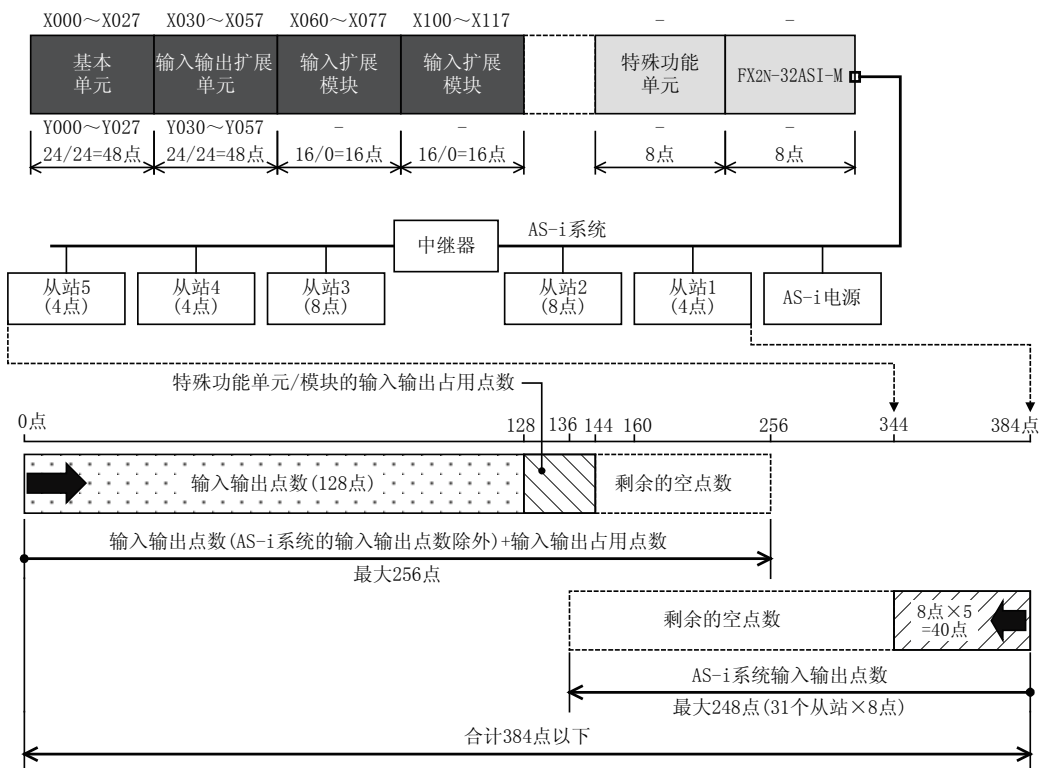 X000～X027 X030～X057 X060～X077 X100～X117 － －
基本
单元
输入输出扩展
单元
输入扩展
模块
输入扩展
模块
特殊功能
单元
FX2N-32ASI-M
Y000～Y027 Y030～Y057 － － － －
24/24=48点 24/24=48点 16/0=16点 16/0=16点 8点 8点
中继器
AS-i系统
从站5
(4点)
从站4
(4点)
从站3
(8点)
从站2
(8点)
从站1
(4点)
AS-i电源
特殊功能单元/模块的输入输出占用点数
0点 128 136 144 160 256 344 384点
输入输出点数(128点)
剩余的空点数
输入输出点数(AS-i系统的输入输出点数除外)+输入输出占用点数
最大256点
剩余的空点数
8点×5
=40点
AS-i系统输入输出点数
最大248点(31个从站×8点)
合计384点以下